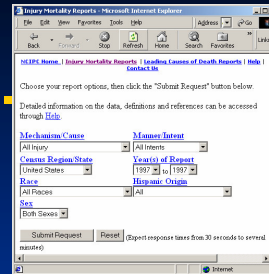 Injury Mortality Reports - Microsoft Internet Explorer
File Edit View Favorites Tools Help Address Go
Back Forward Stop Refresh Home Search Favorites Links
NCIPC Home | Injury Mortality Reports | Leading Causes of Death Reports | Help |
Contact Us
Choose your report options, then click the "Submit Request" button below.
Detailed information on the data, definitions and references can be accessed
through Help.
Mechanism/Cause Manner/Intent
All Injury All Intents
Census Region/State Year(s) of Report
United States 1997 to 1997
Race Hispanic Origin
All Races All
Sex
Both Sexes
Submit Request Reset (Expect response times from 30 seconds to several
minutes)
Internet